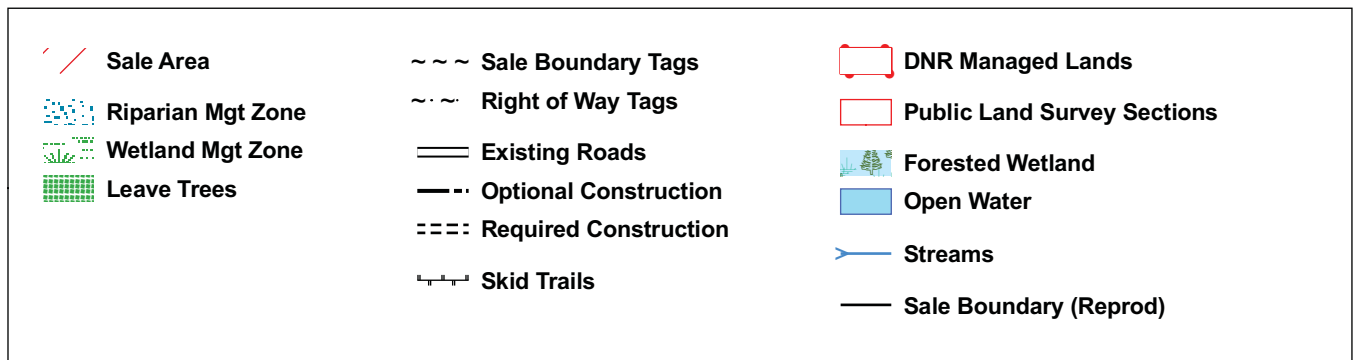 Sale Area
Riparian Mgt Zone
Wetland Mgt Zone
Leave Trees
Sale Boundary Tags
Right of Way Tags
Existing Roads
Optional Construction
Required Construction
Skid Trails
DNR Managed Lands
Public Land Survey Sections
Forested Wetland
Open Water
Streams
Sale Boundary (Reprod)